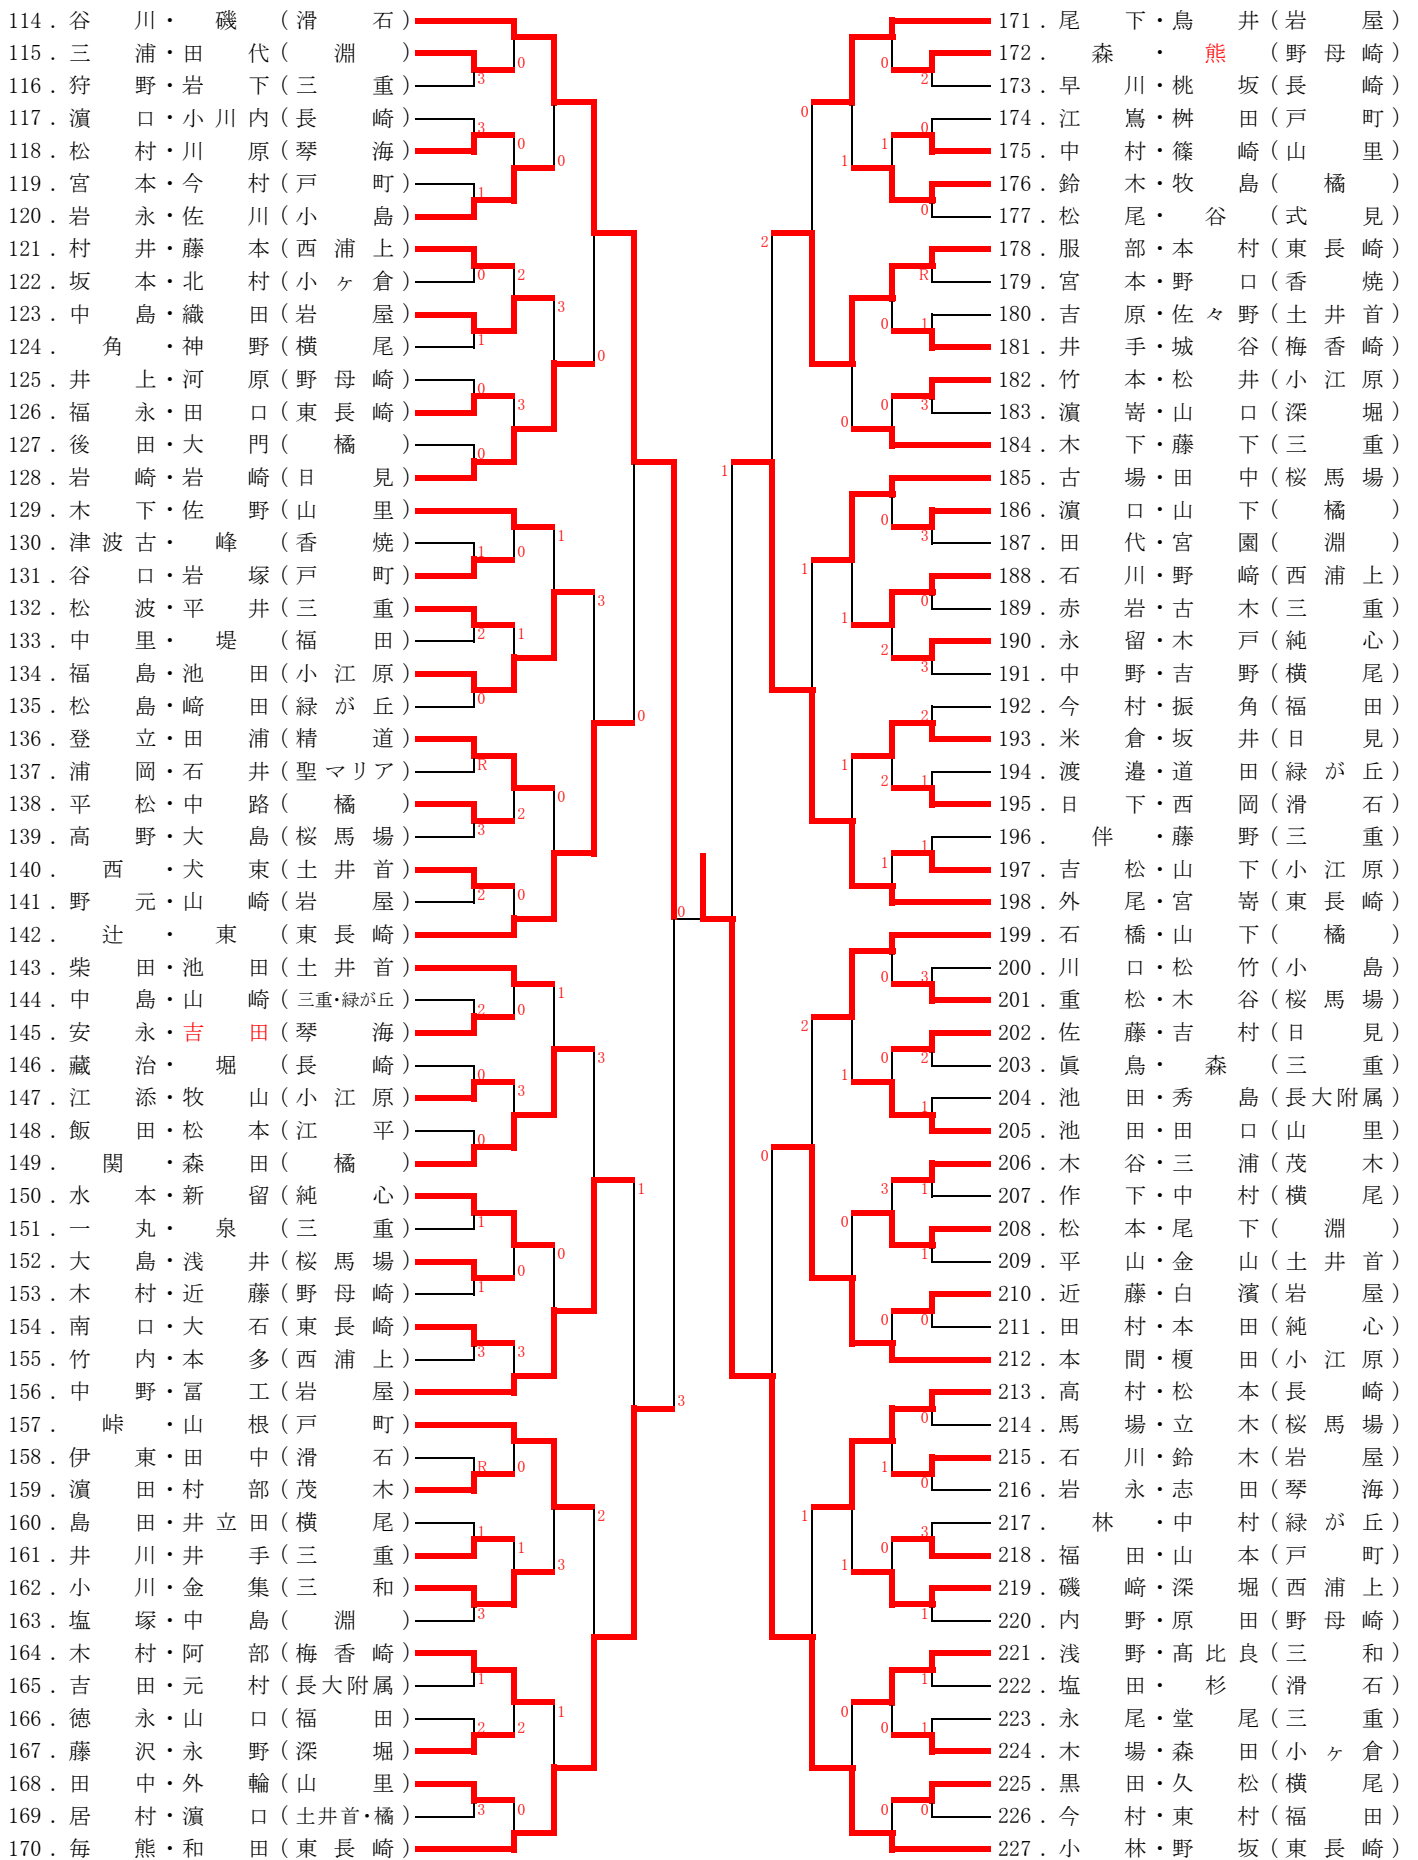 114. 谷川・磯 (滑石)
115. 三浦・田代 (淵)
116. 狩野・岩下 (三重)
117. 濵口・小川内 (長崎)
118. 松村・川原 (琴海)
119. 宮本・今村 (戸町)
120. 岩永・佐川 (小島)
121. 村井・藤本 (西浦上)
122. 坂本・北村 (小ヶ倉)
123. 中島・織田 (岩屋)
124. 角・神野 (横尾)
125. 井上・河原 (野母崎)
126. 福永・田口 (東長崎)
127. 後田・大門 (橘)
128. 岩崎・岩崎 (日見)
129. 木下・佐野 (山里)
130. 津波古・峰 (香焼)
131. 谷口・岩塚 (戸町)
132. 松波・平井 (三重)
133. 中里・堤 (福田)
134. 福島・池田 (小江原)
135. 松島・﨑田 (緑が丘)
136. 登立・田浦 (精道)
137. 浦岡・石井 (聖マリア)
138. 平松・中路 (橘)
139. 高野・大島 (桜馬場)
140. 西・犬束 (土井首)
141. 野元・山崎 (岩屋)
142. 辻・東 (東長崎)
143. 柴田・池田 (土井首)
144. 中島・山崎 (三重・緑が丘)
145. 安永・吉田 (琴海)
146. 藏治・堀 (長崎)
147. 江添・牧山 (小江原)
148. 飯田・松本 (江平)
149. 関・森田 (橘)
150. 水本・新留 (純心)
151. 一丸・泉 (三重)
152. 大島・浅井 (桜馬場)
153. 木村・近藤 (野母崎)
154. 南口・大石 (東長崎)
155. 竹内・本多 (西浦上)
156. 中野・冨工 (岩屋)
157. 峠・山根 (戸町)
158. 伊東・田中 (滑石)
159. 濵田・村部 (茂木)
160. 島田・井立田 (横尾)
161. 井川・井手 (三重)
162. 小川・金集 (三和)
163. 塩塚・中島 (淵)
164. 木村・阿部 (梅香崎)
165. 吉田・元村 (長大附属)
166. 徳永・山口 (福田)
167. 藤沢・永野 (深堀)
168. 田中・外輪 (山里)
169. 居村・濵口 (土井首・橘)
170. 毎熊・和田 (東長崎)
171. 尾下・鳥井 (岩屋)
172. 森・熊 (野母崎)
173. 早川・桃坂 (長崎)
174. 江嶌・桝田 (戸町)
175. 中村・篠崎 (山里)
176. 鈴木・牧島 (橘)
177. 松尾・谷 (式見)
178. 服部・本村 (東長崎)
179. 宮本・野口 (香焼)
180. 吉原・佐々野 (土井首)
181. 井手・城谷 (梅香崎)
182. 竹本・松井 (小江原)
183. 濵嵜・山口 (深堀)
184. 木下・藤下 (三重)
185. 古場・田中 (桜馬場)
186. 濵口・山下 (橘)
187. 田代・宮園 (淵)
188. 石川・野﨑 (西浦上)
189. 赤岩・古木 (三重)
190. 永留・木戸 (純心)
191. 中野・吉野 (横尾)
192. 今村・振角 (福田)
193. 米倉・坂井 (日見)
194. 渡邉・道田 (緑が丘)
195. 日下・西岡 (滑石)
196. 伴・藤野 (三重)
197. 吉松・山下 (小江原)
198. 外尾・宮嵜 (東長崎)
199. 石橋・山下 (橘)
200. 川口・松竹 (小島)
201. 重松・木谷 (桜馬場)
202. 佐藤・吉村 (日見)
203. 眞鳥・森 (三重)
204. 池田・秀島 (長大附属)
205. 池田・田口 (山里)
206. 木谷・三浦 (茂木)
207. 作下・中村 (横尾)
208. 松本・尾下 (淵)
209. 平山・金山 (土井首)
210. 近藤・白濱 (岩屋)
211. 田村・本田 (純心)
212. 本間・榎田 (小江原)
213. 高村・松本 (長崎)
214. 馬場・立木 (桜馬場)
215. 石川・鈴木 (岩屋)
216. 岩永・志田 (琴海)
217. 林・中村 (緑が丘)
218. 福田・山本 (戸町)
219. 磯﨑・深堀 (西浦上)
220. 内野・原田 (野母崎)
221. 浅野・髙比良 (三和)
222. 塩田・杉 (滑石)
223. 永尾・堂尾 (三重)
224. 木場・森田 (小ヶ倉)
225. 黒田・久松 (横尾)
226. 今村・東村 (福田)
227. 小林・野坂 (東長崎)